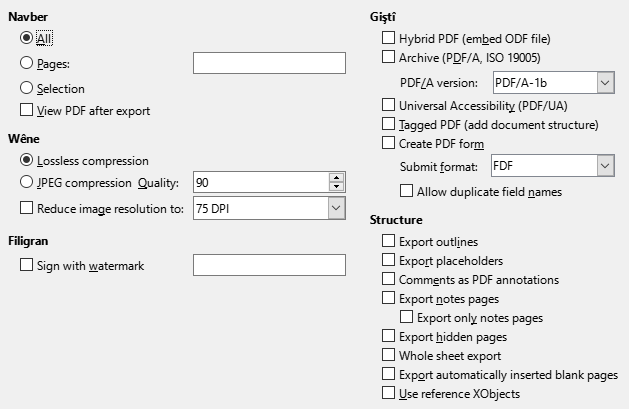 Navber
All
Pages:
Selection
View PDF after export
Wêne
Lossless compression
JPEG compression Quality: 90
Reduce image resolution to: 75 DPI
Filigran
Sign with watermark
Giştî
Hybrid PDF (embed ODF file)
Archive (PDF/A, ISO 19005)
PDF/A version: PDF/A-1b
Universal Accessibility (PDF/UA)
Tagged PDF (add document structure)
Create PDF form
Submit format: FDF
Allow duplicate field names
Structure
Export outlines
Export placeholders
Comments as PDF annotations
Export notes pages
Export only notes pages
Export hidden pages
Whole sheet export
Export automatically inserted blank pages
Use reference XObjects